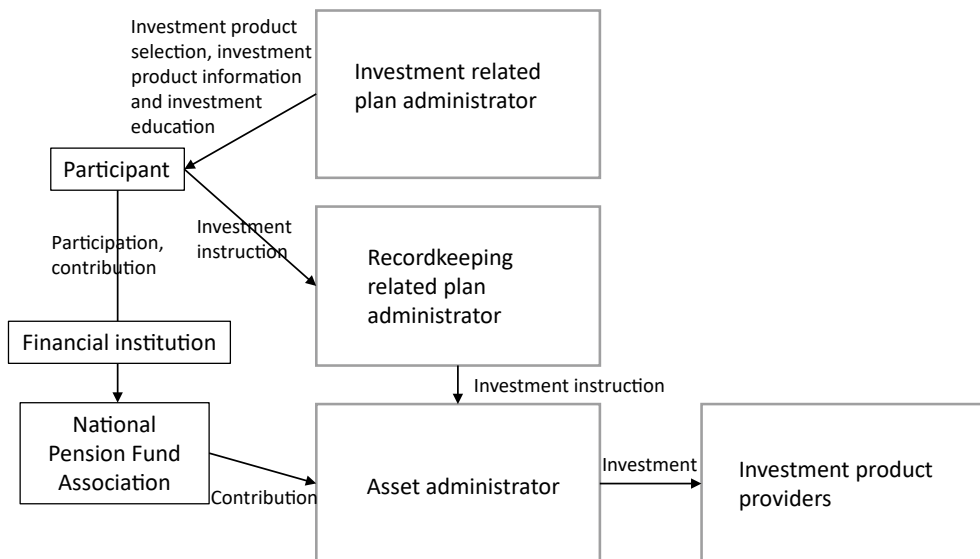 Investment product
selection, investment
product information
and investment
education
Investment related
plan administrator
Participant
Participation,
contribution
Investment
instruction
Recordkeeping
related plan
administrator
Financial institution
Investment instruction
National
Pension Fund
Association
Contribution
Asset administrator
Investment
Investment product
providers